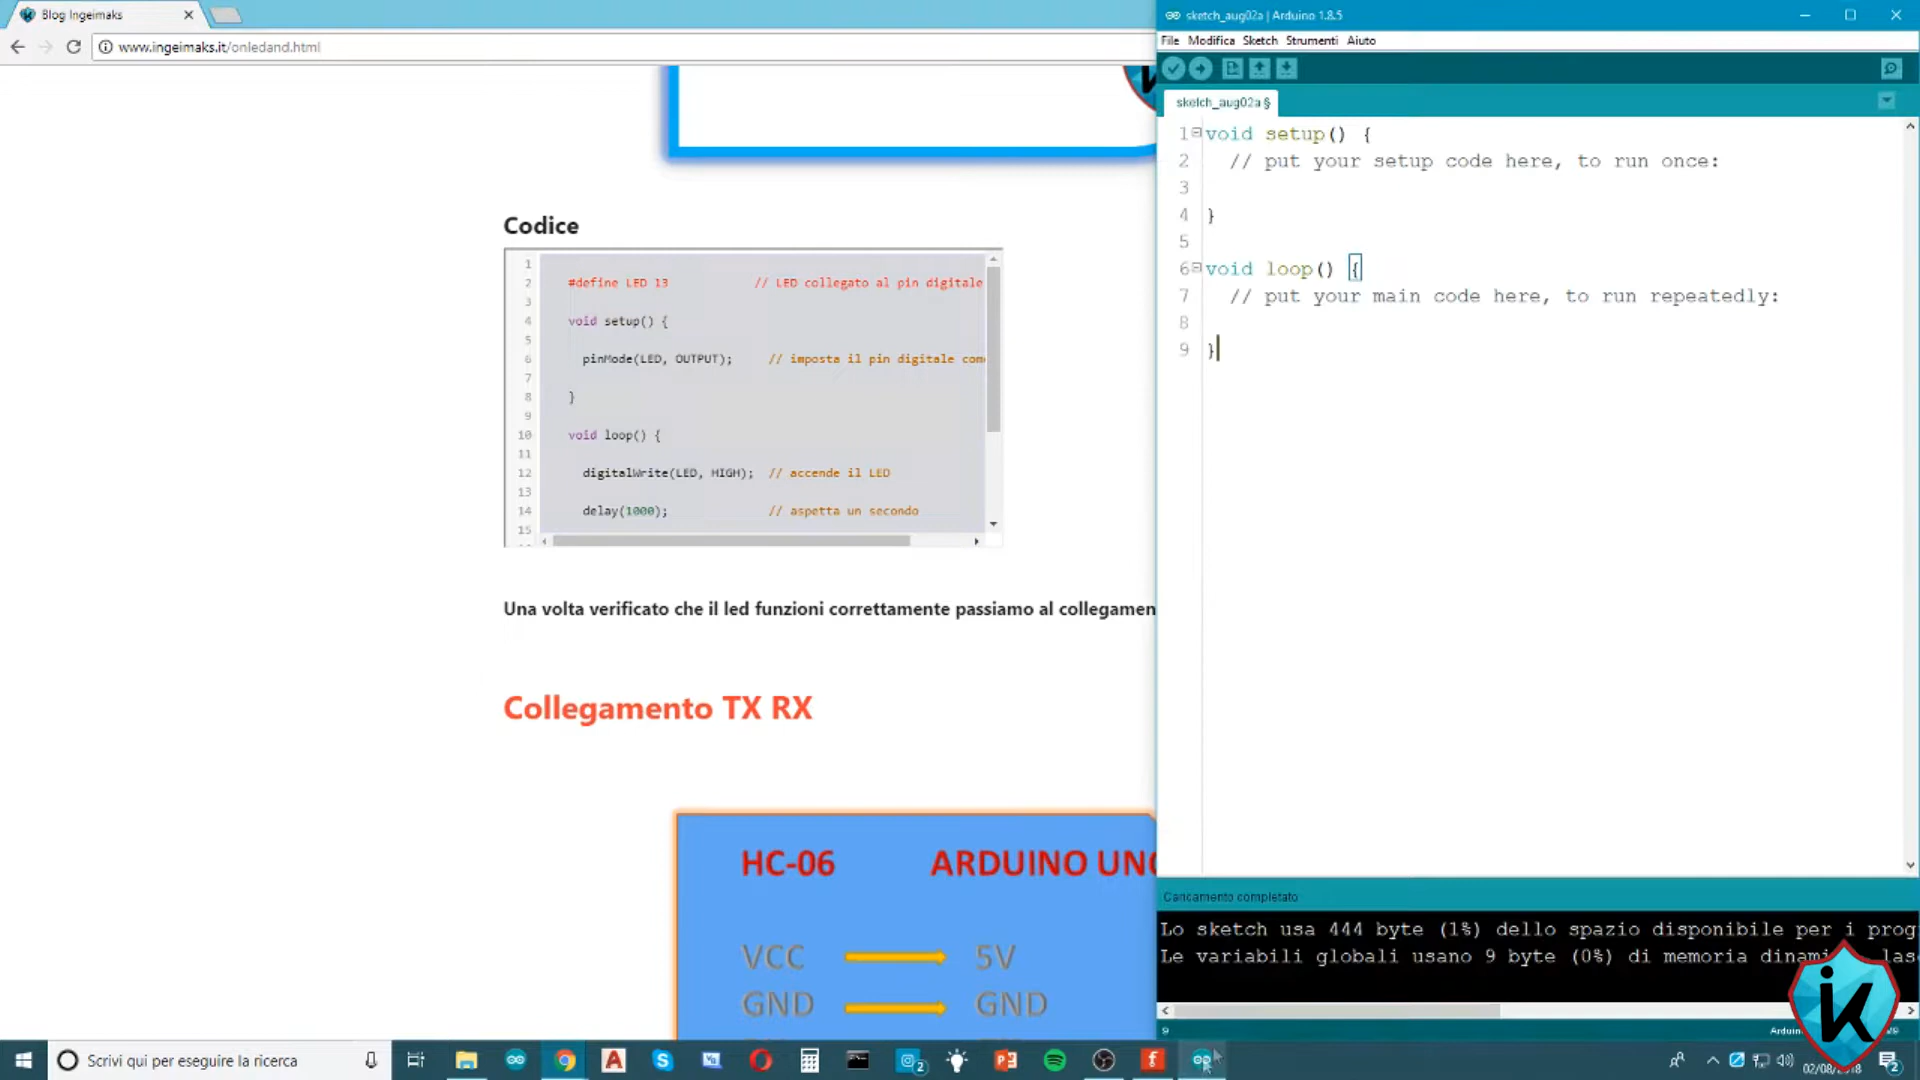 Blog Ingeimaks
www.ingeimaks.it/onledand.html
Codice
1
2 #define LED 13 // LED collegato al pin digitale
3
4 void setup() {
5
6 pinMode(LED, OUTPUT); // imposta il pin digitale com
7
8 }
9
10 void loop() {
11
12 digitalWrite(LED, HIGH); // accende il LED
13
14 delay(1000); // aspetta un secondo
15
Una volta verificato che il led funzioni correttamente passiamo al collegamen
Collegamento TX RX
HC-06 ARDUINO UNO
VCC 5V
GND GND
sketch_aug02a | Arduino 1.8.5
File Modifica Sketch Strumenti Aiuto
sketch_aug02a §
1 void setup() {
2 // put your setup code here, to run once:
3
4 }
5
6 void loop() {
7 // put your main code here, to run repeatedly:
8
9 }
Caricamento completato
Lo sketch usa 444 byte (1%) dello spazio disponibile per i prog
Le variabili globali usano 9 byte (0%) di memoria dinami
9
Scrivi qui per eseguire la ricerca